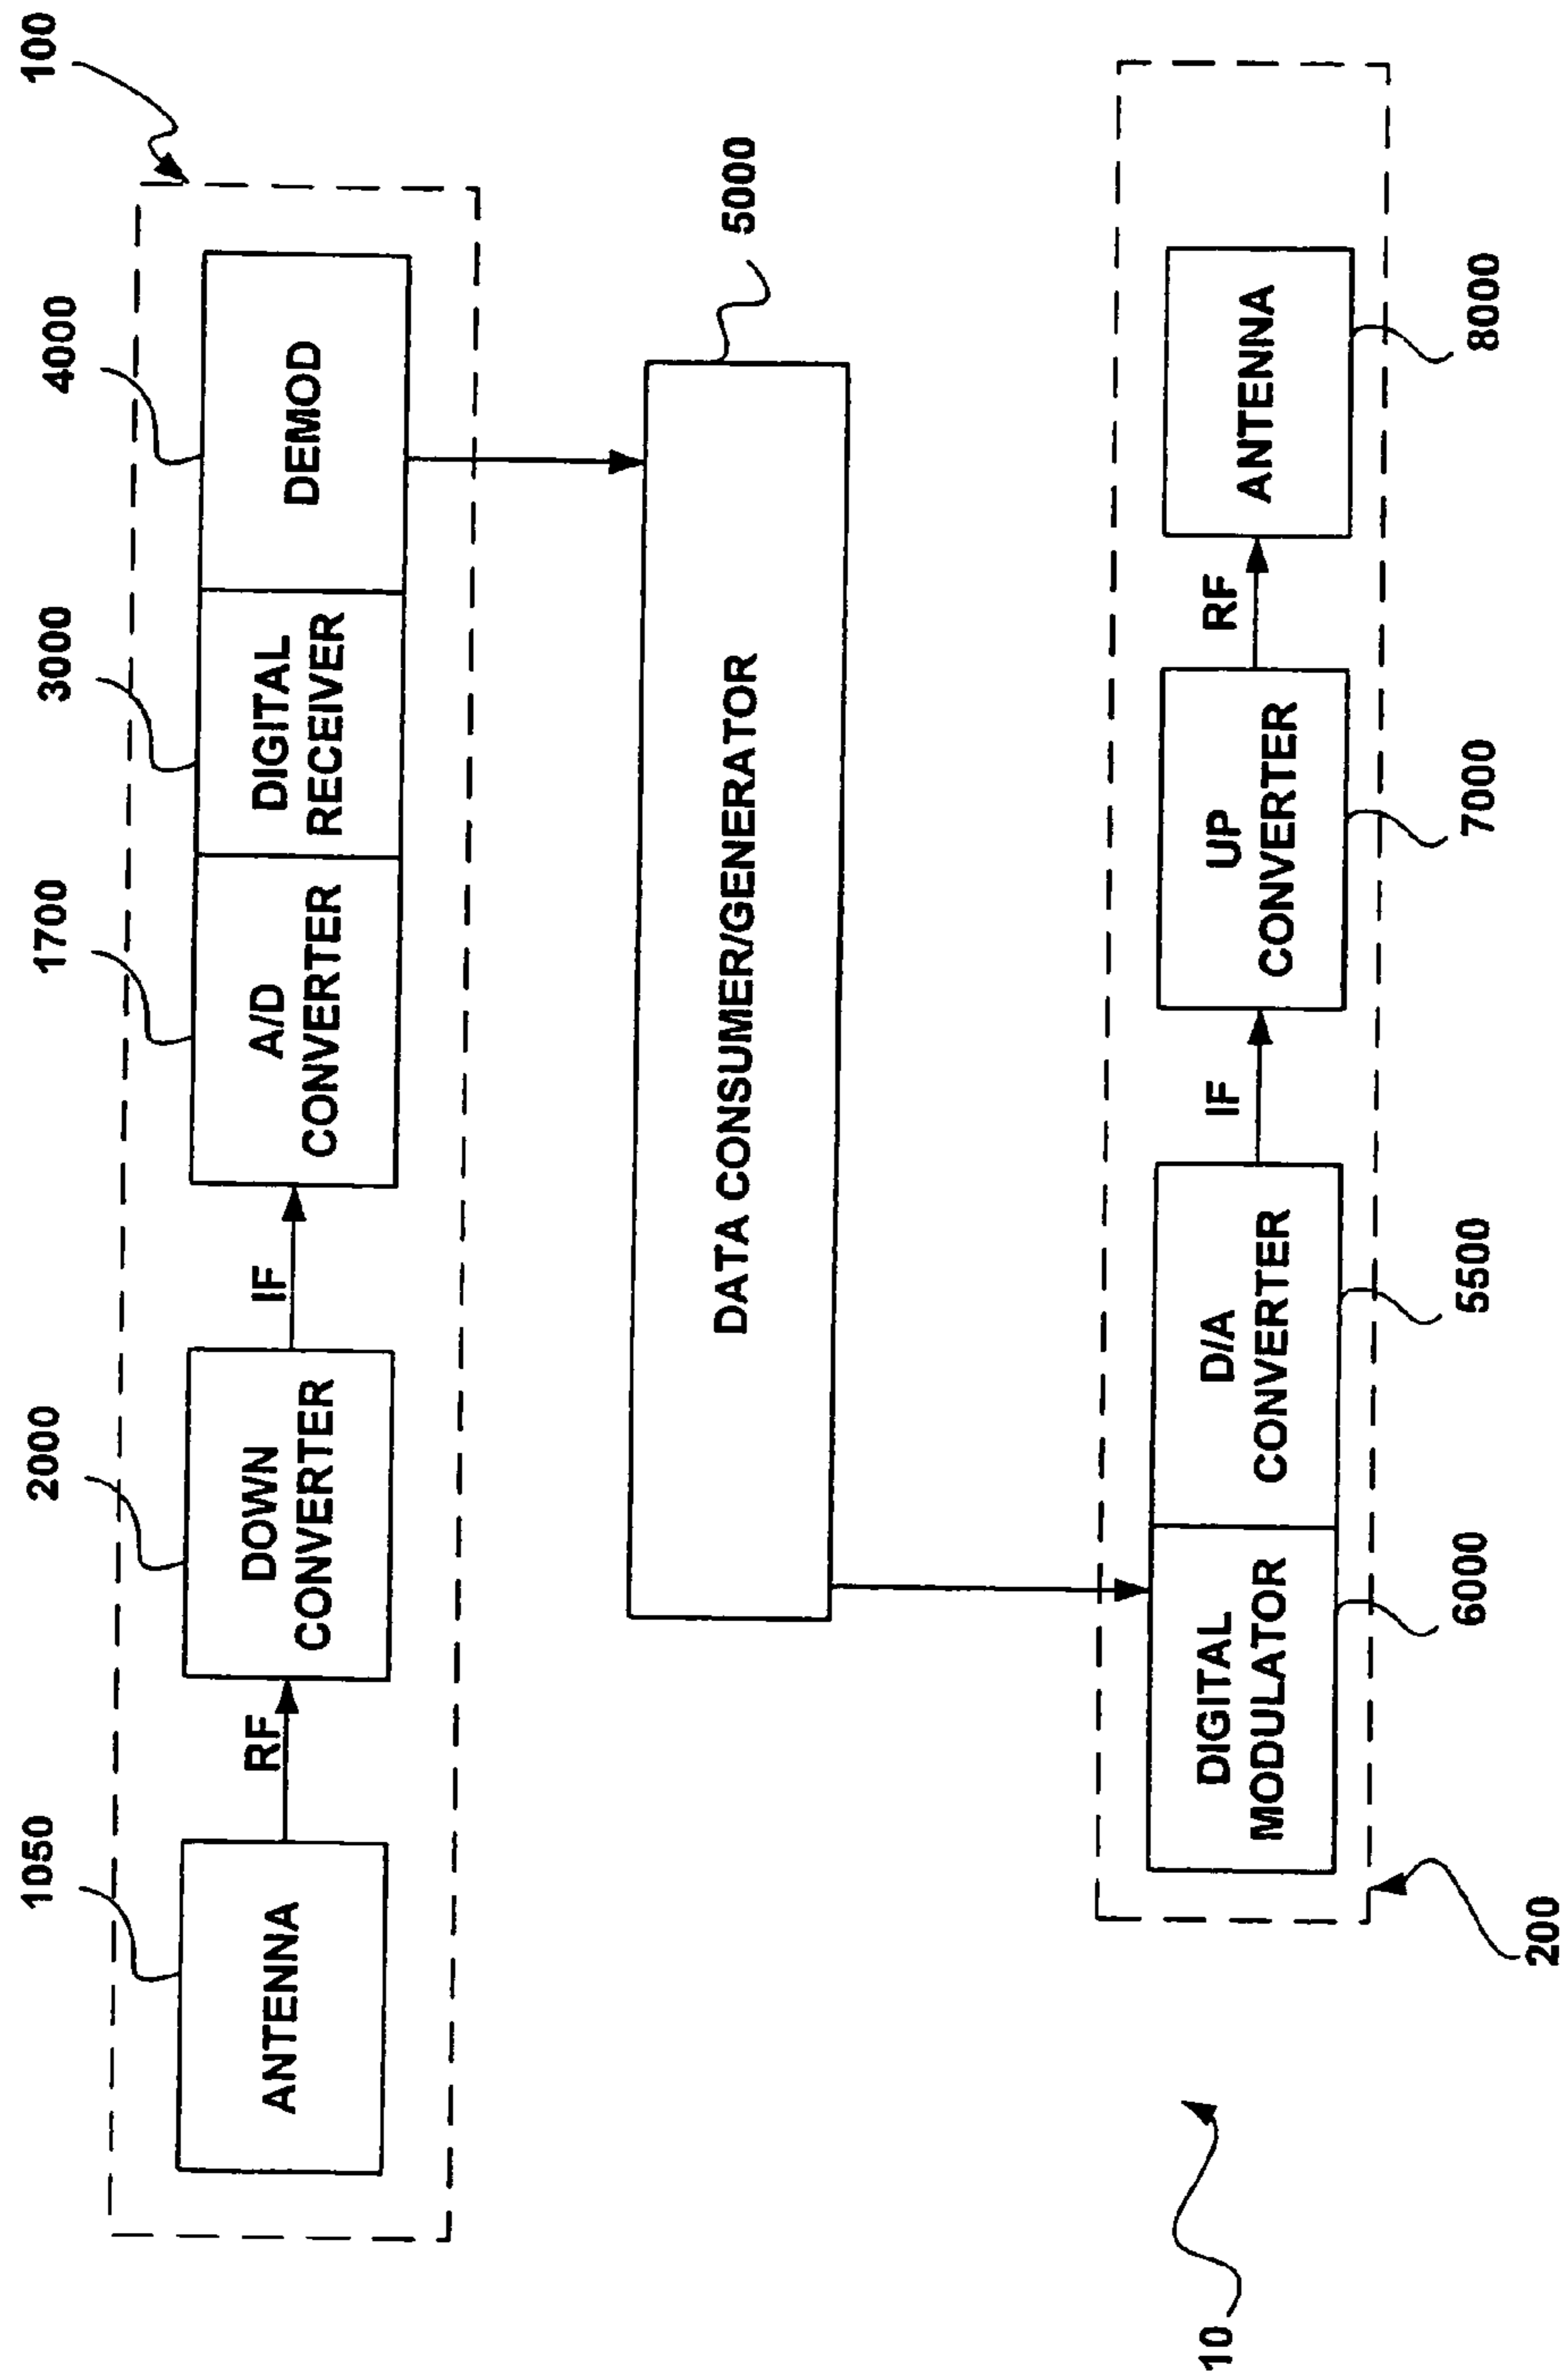 100
1050
2000
1700
3000
4000
ANTENNA
RF
DOWN
CONVERTER
IF
A/D
CONVERTER
DIGITAL
RECEIVER
DEMOD
5000
DATA CONSUMER/GENERATOR
DIGITAL
MODULATOR
D/A
CONVERTER
IF
UP
CONVERTER
RF
ANTENNA
6000
5500
7000
8000
200
10